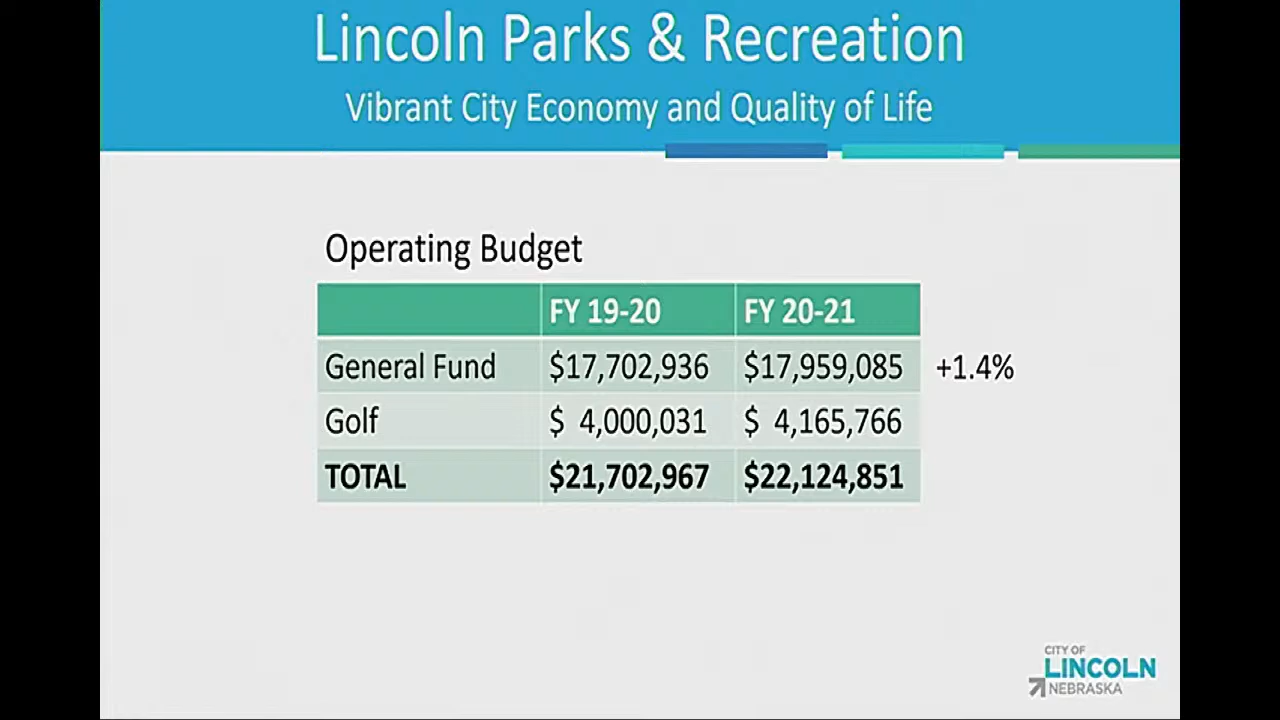 Lincoln Parks & Recreation
Vibrant City Economy and Quality of Life
Operating Budget
FY 19-20 FY 20-21
General Fund $17,702,936 $17,959,085 +1.4%
Golf $ 4,000,031 $ 4,165,766
TOTAL $21,702,967 $22,124,851
CITY OF
LINCOLN
NEBRASKA